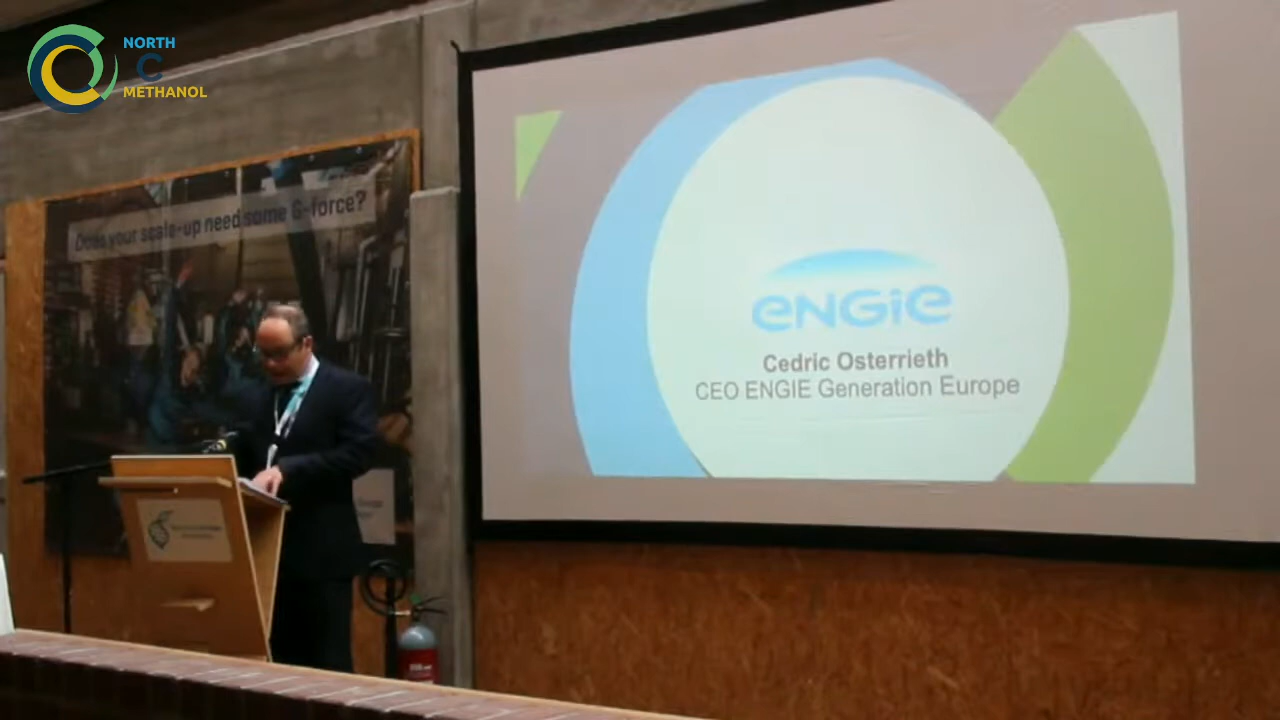 NORTH
C
METHANOL
Does your scale-up need some G-force?
ENGIE
Cedric Osterrieth
CEO ENGIE Generation Europe